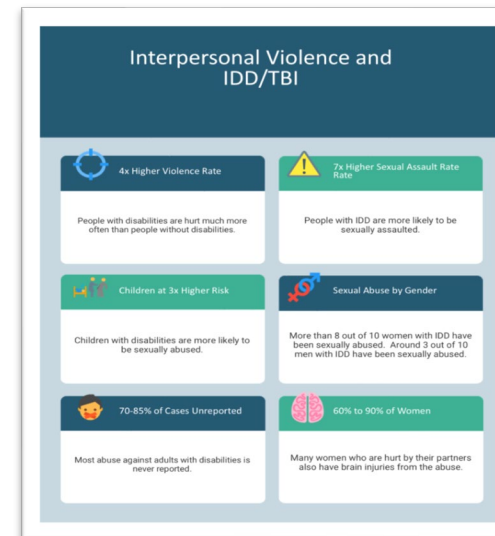 Interpersonal Violence and
IDD/TBI
4x Higher Violence Rate
People with disabilities are hurt much more
often than people without disabilities.
7x Higher Sexual Assault Rate
Rate
People with IDD are more likely to be
sexually assaulted.
Children at 3x Higher Risk
Children with disabilities are more likely to
be sexually abused.
Sexual Abuse by Gender
More than 8 out of 10 women with IDD have
been sexually abused. Around 3 out of 10
men with IDD have been sexually abused.
70-85% of Cases Unreported
Most abuse against adults with disabilities is
never reported.
60% to 90% of Women
Many women who are hurt by their partners
also have brain injuries from the abuse.